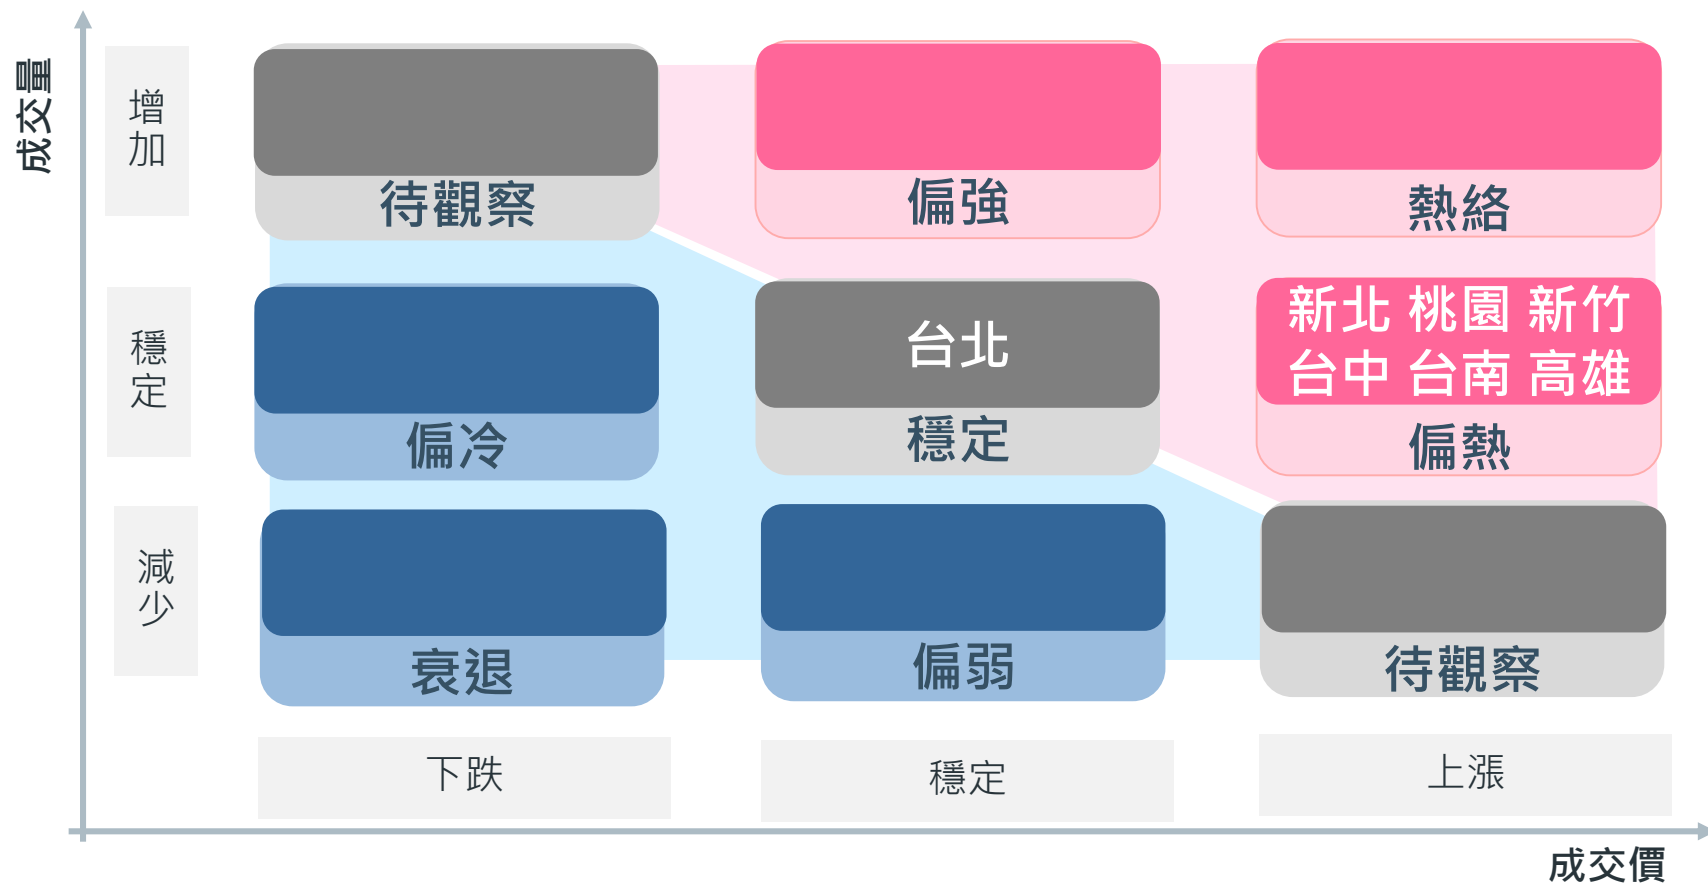 成交量
增加
待觀察
偏強
熱絡
穩定
偏冷
台北
穩定
新北 桃園 新竹
台中 台南 高雄
偏熱
減少
衰退
偏弱
待觀察
下跌
穩定
上漲
成交價